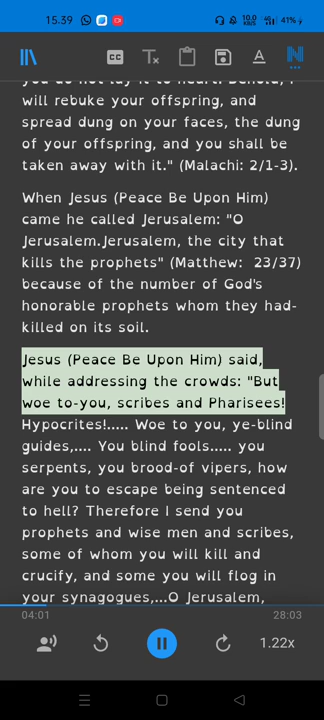 15.39
10.0
KB/S
4G
41%
CC
T
A
N
you do not lay it to heart. Behold, I
will rebuke your offspring, and
spread dung on your faces, the dung
of your offspring, and you shall be
taken away with it." (Malachi: 2/1-3).
When Jesus (Peace Be Upon Him)
came he called Jerusalem: "O
Jerusalem.Jerusalem, the city that
kills the prophets" (Matthew:  23/37)
because of the number of God's
honorable prophets whom they had-
killed on its soil.
Jesus (Peace Be Upon Him) said,
while addressing the crowds: "But
woe to-you, scribes and Pharisees!
Hypocrites!..... Woe to you, ye-blind
guides,.... You blind fools..... you
serpents, you brood-of vipers, how
are you to escape being sentenced
to hell? Therefore I send you
prophets and wise men and scribes,
some of whom you will kill and
crucify, and some you will flog in
your synagogues,...O Jerusalem,
04:01
28:03
1.22x